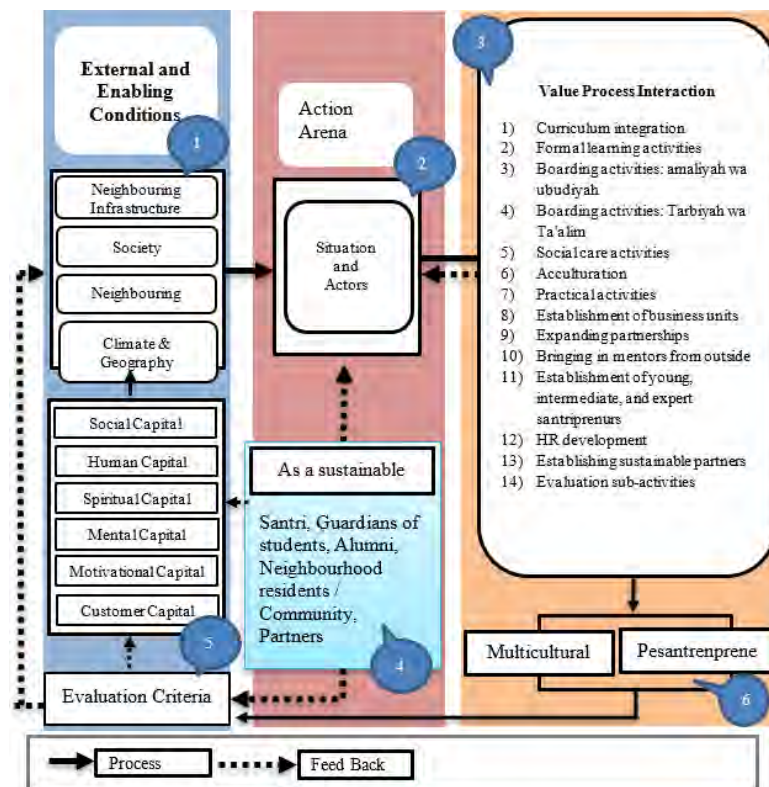 External and
Enabling
Conditions
1
Neighbouring
Infrastructure
Society
Neighbouring
Climate &
Geography
Social Capital
Human Capital
Spiritual Capital
Mental Capital
Motivational Capital
Customer Capital
5
Evaluation Criteria
Action
Arena
2
Situation
and
Actors
As a sustainable
Santri, Guardians of
students, Alumni,
Neighbourhood
residents /
Community,
Partners
4
3
Value Process Interaction
1) Curriculum integration
2) Formal learning activities
3) Boarding activities: amaliyah wa
ubudiyah
4) Boarding activities: Tarbiyah wa
Ta'alim
5) Social care activities
6) Acculturation
7) Practical activities
8) Establishment of business units
9) Expanding partnerships
10) Bringing in mentors from outside
11) Establishment of young,
intermediate, and expert
santriprenturs
12) HR development
13) Establishing sustainable partners
14) Evaluation sub-activities
Multicultural
Pesantrenprene
6
Process
Feed Back